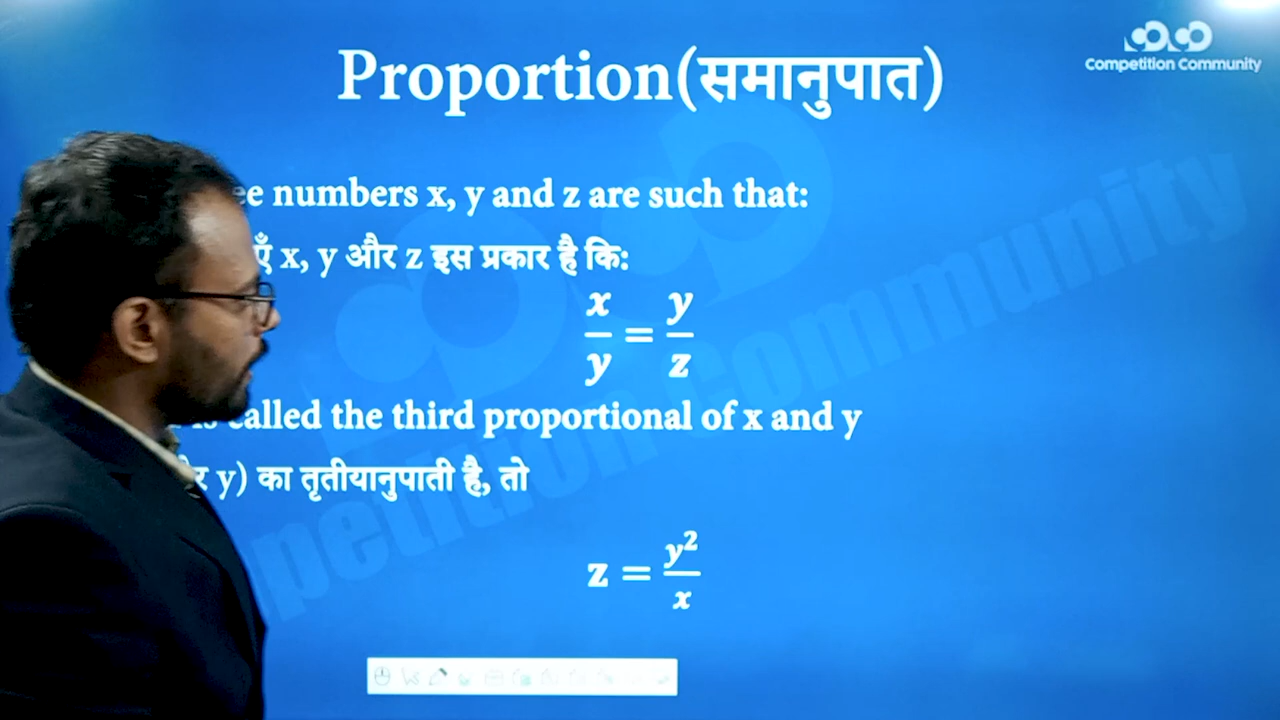 Proportion(समानुपात)
Competition Community
numbers x, y and z are such that:
x, y और z इस प्रकार है कि:
x/y = y/z
called the third proportional of x and y
y) का तृतीयानुपाती है, तो
z = y²/x